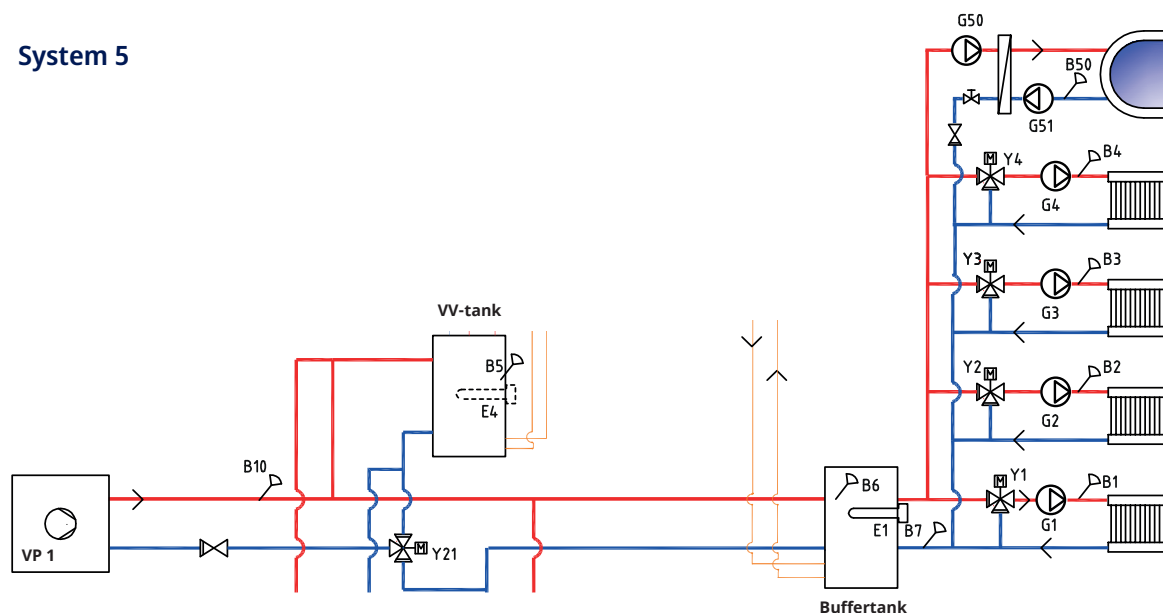 System 5
G50
B50
G51
M
Y4
B4
G4
Y3
M
B3
G3
VV-tank
B5
E4
Y2
M
B2
G2
B10
B6
M
Y1
B1
E1
B7
G1
VP 1
M
Y21
Buffertank